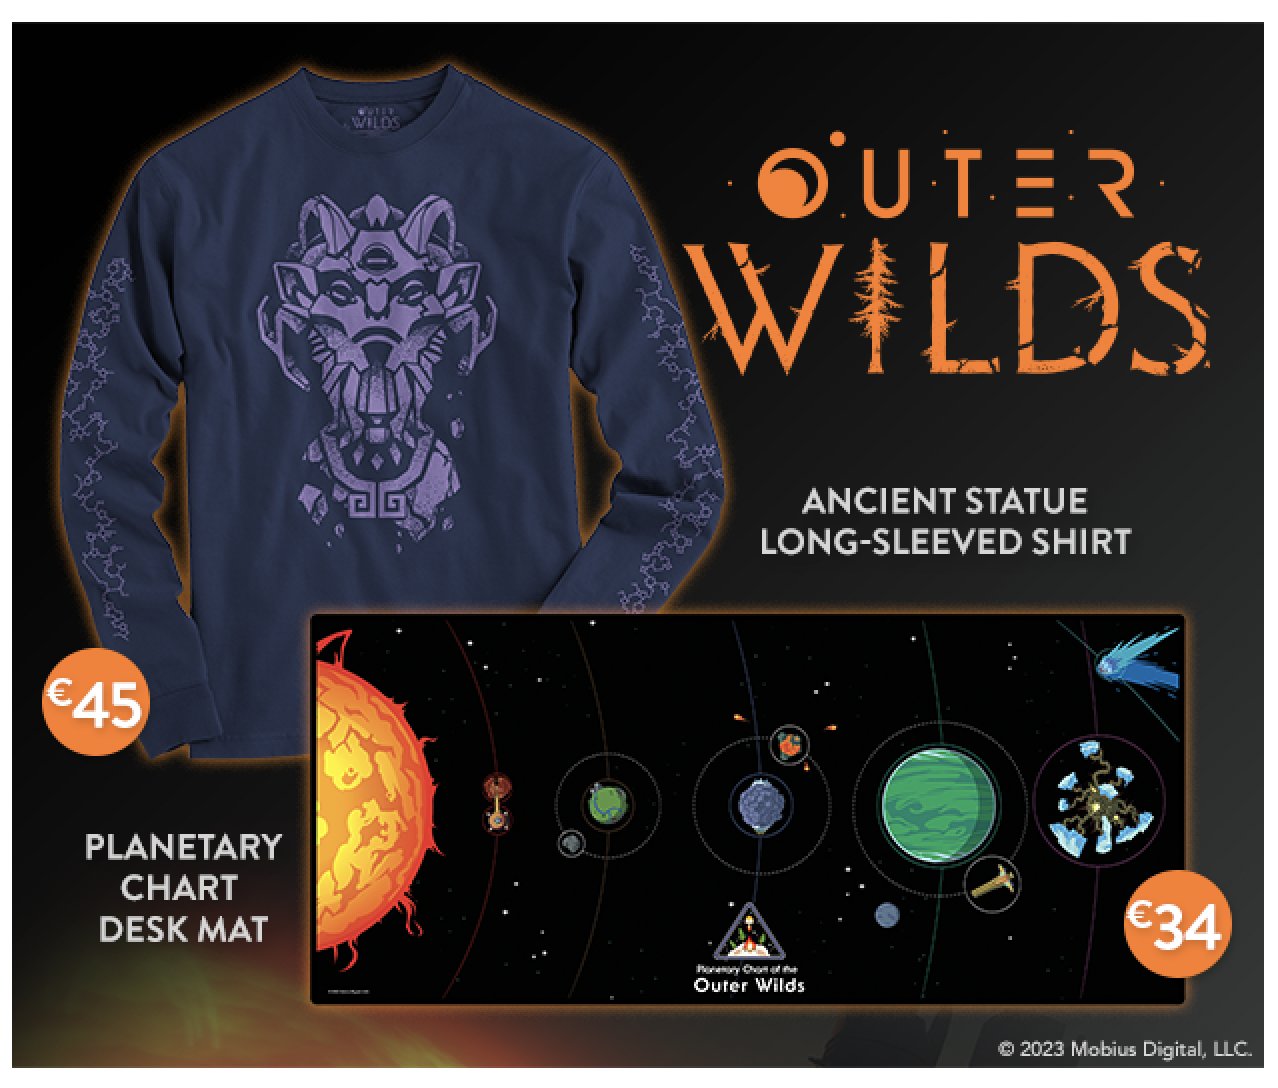 OUTER
WILDS
OUTER
WILDS
ANCIENT STATUE
LONG-SLEEVED SHIRT
€45
PLANETARY
CHART
DESK MAT
Planetary Chart of the
Outer Wilds
€34
© 2023 Mobius Digital, LLC.